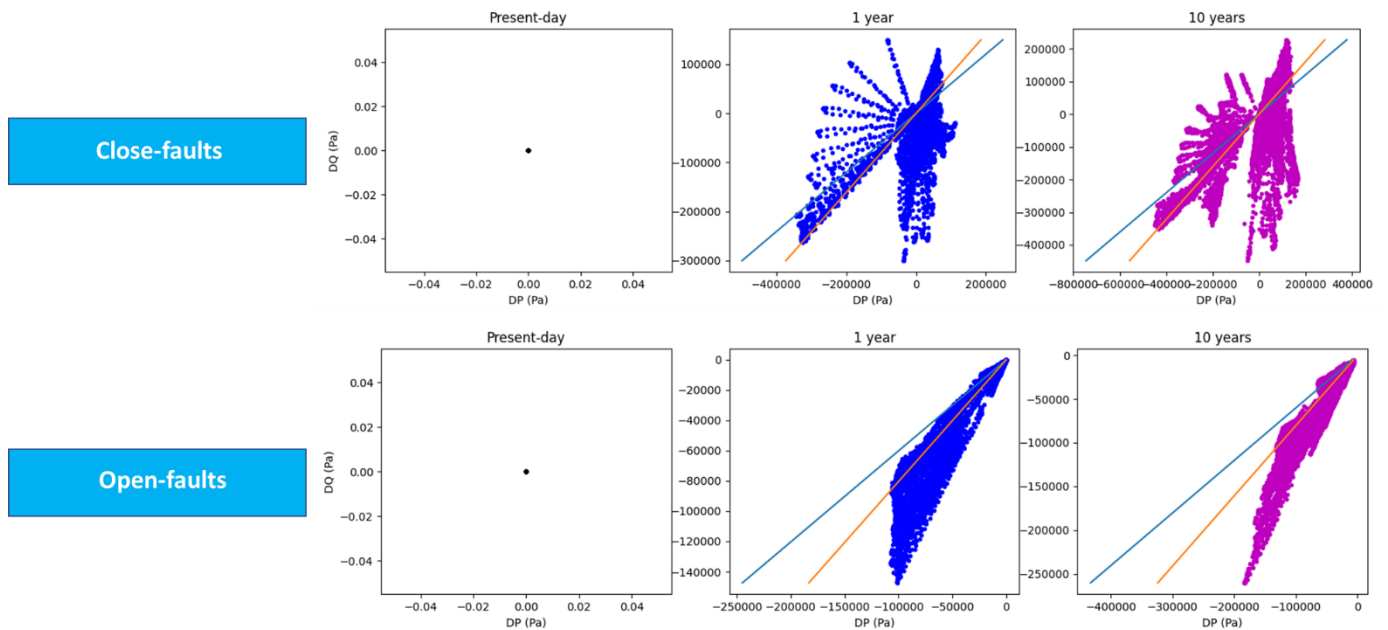 Close-faults
Present-day
0.04
0.02
0.00
−0.02
−0.04
DQ (Pa)
−0.04 −0.02 0.00 0.02 0.04
DP (Pa)
1 year
100000
0
−100000
−200000
−300000
−400000 −200000 0 200000
DP (Pa)
10 years
200000
100000
0
−100000
−200000
−300000
−400000
−800000 −600000 −400000 −200000 0 200000 400000
DP (Pa)
Open-faults
Present-day
0.04
0.02
0.00
−0.02
−0.04
DQ (Pa)
−0.04 −0.02 0.00 0.02 0.04
DP (Pa)
1 year
0
−20000
−40000
−60000
−80000
−100000
−120000
−140000
−250000 −200000 −150000 −100000 −50000 0
DP (Pa)
10 years
0
−50000
−100000
−150000
−200000
−250000
−400000 −300000 −200000 −100000 0
DP (Pa)